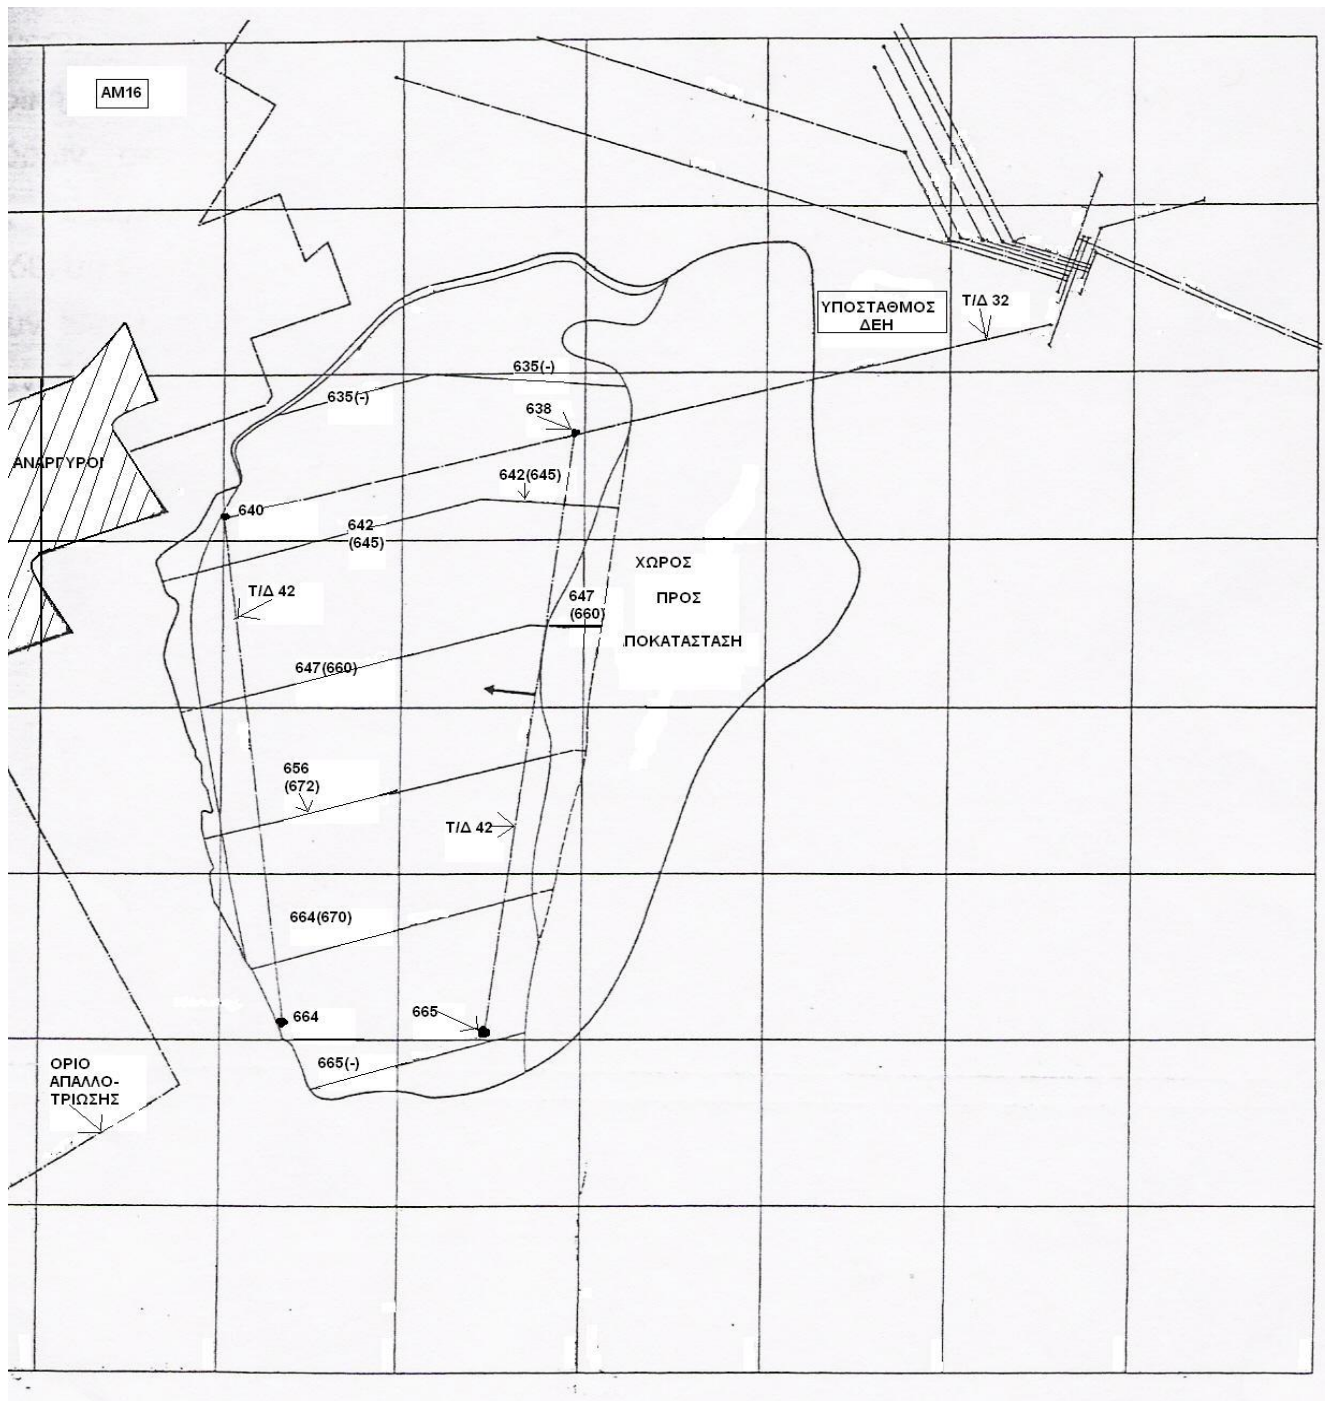 ΑΜ16
ΥΠΟΣΤΑΘΜΟΣ
ΔΕΗ
Τ/Δ 32
635(-)
635(-)
638
ΑΝΑΡΓΥΡΟΙ
642(645)
640
642
(645)
ΧΩΡΟΣ
ΠΡΟΣ
ΠΟΚΑΤΑΣΤΑΣΗ
Τ/Δ 42
647
(660)
647(660)
656
(672)
Τ/Δ 42
664(670)
664
665
665(-)
ΟΡΙΟ
ΑΠΑΛΛΟ-
ΤΡΙΩΣΗΣ